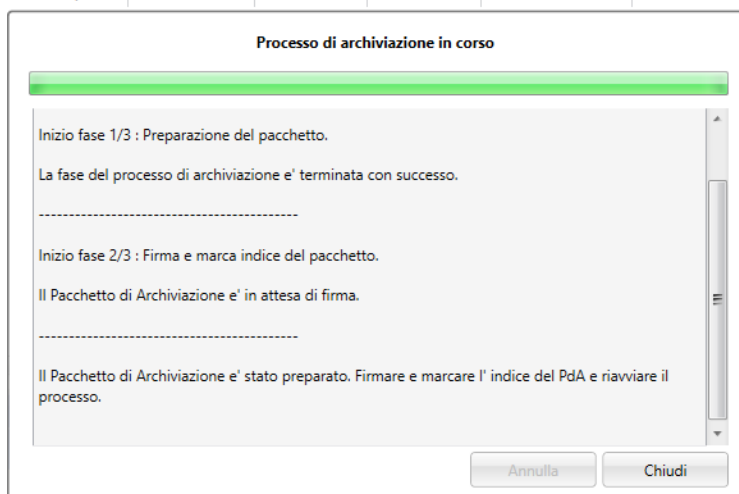 Processo di archiviazione in corso
Inizio fase 1/3 : Preparazione del pacchetto.
La fase del processo di archiviazione e' terminata con successo.
-------------------------------------------
Inizio fase 2/3 : Firma e marca indice del pacchetto.
Il Pacchetto di Archiviazione e' in attesa di firma.
-------------------------------------------
Il Pacchetto di Archiviazione e' stato preparato. Firmare e marcare l' indice del PdA e riavviare il
processo.
Annulla Chiudi